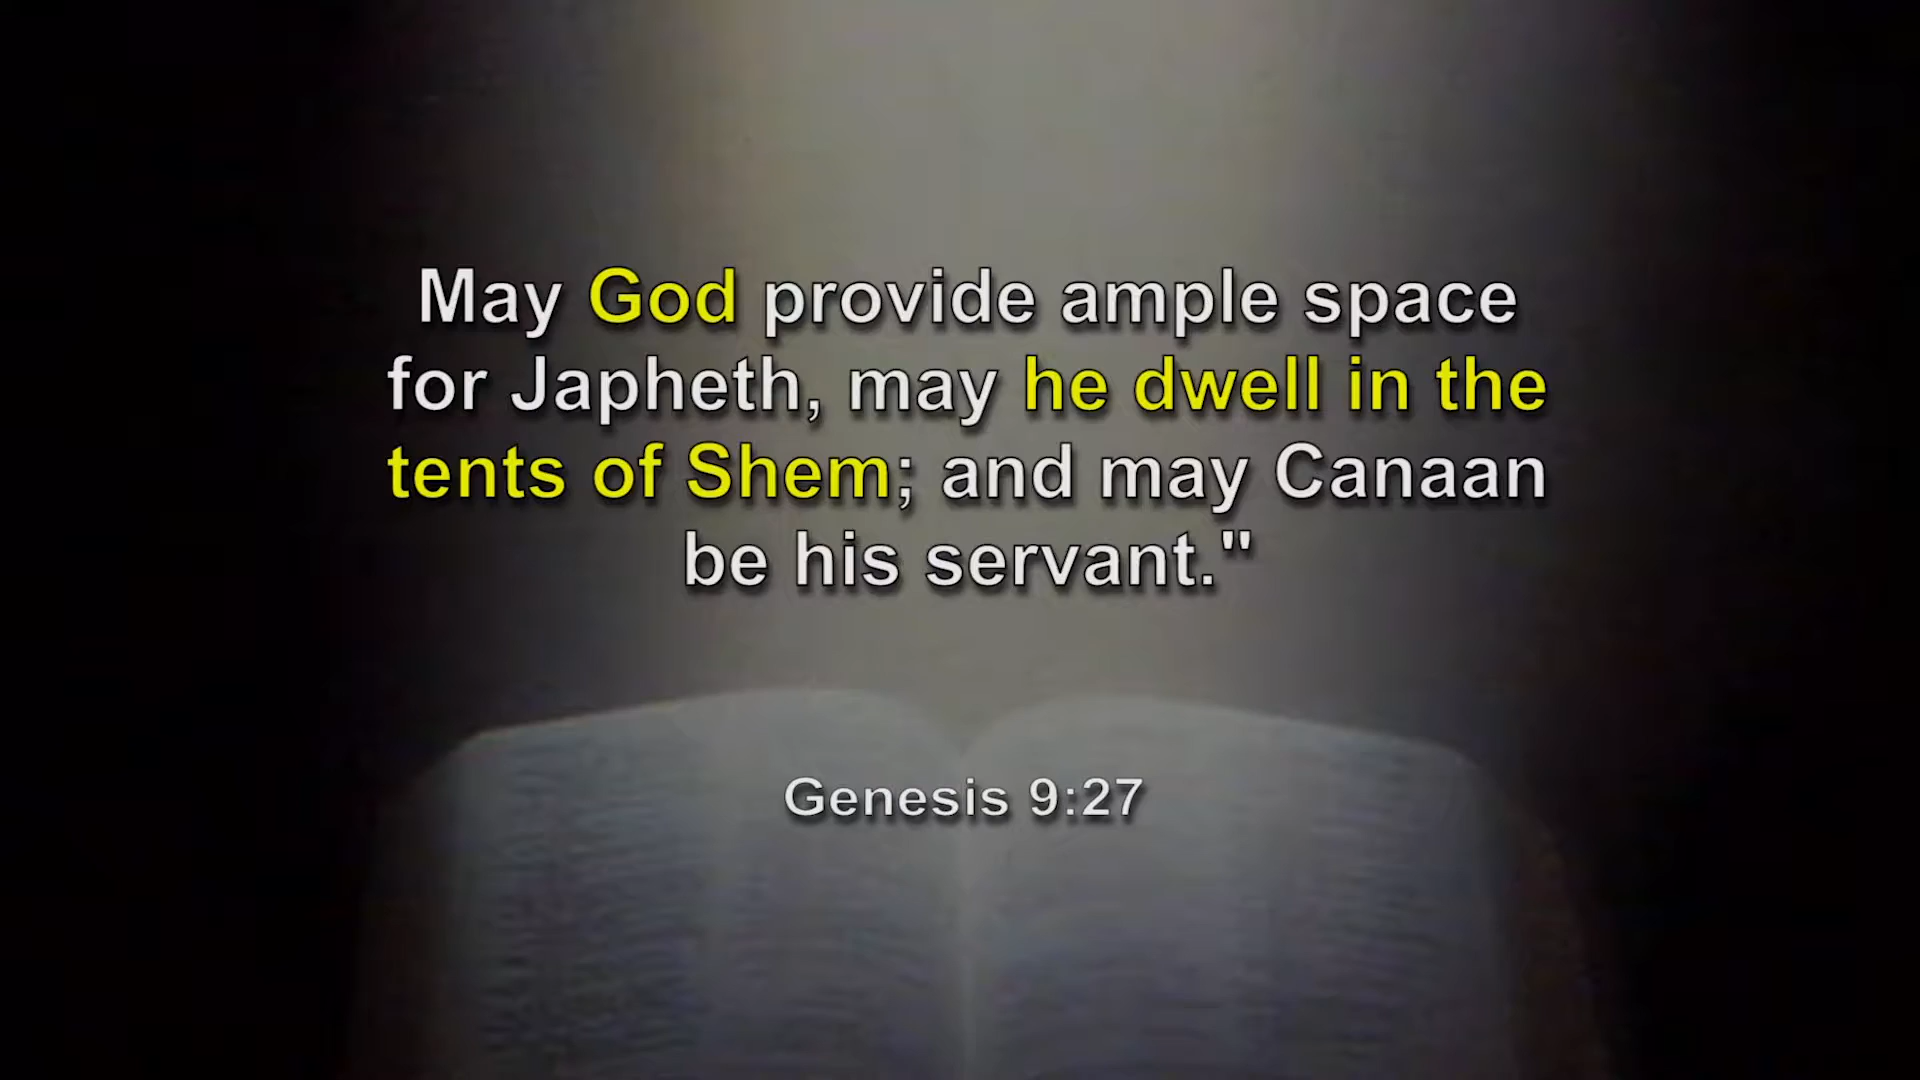 May God provide ample space
for Japheth, may he dwell in the
tents of Shem; and may Canaan
be his servant."
Genesis 9:27